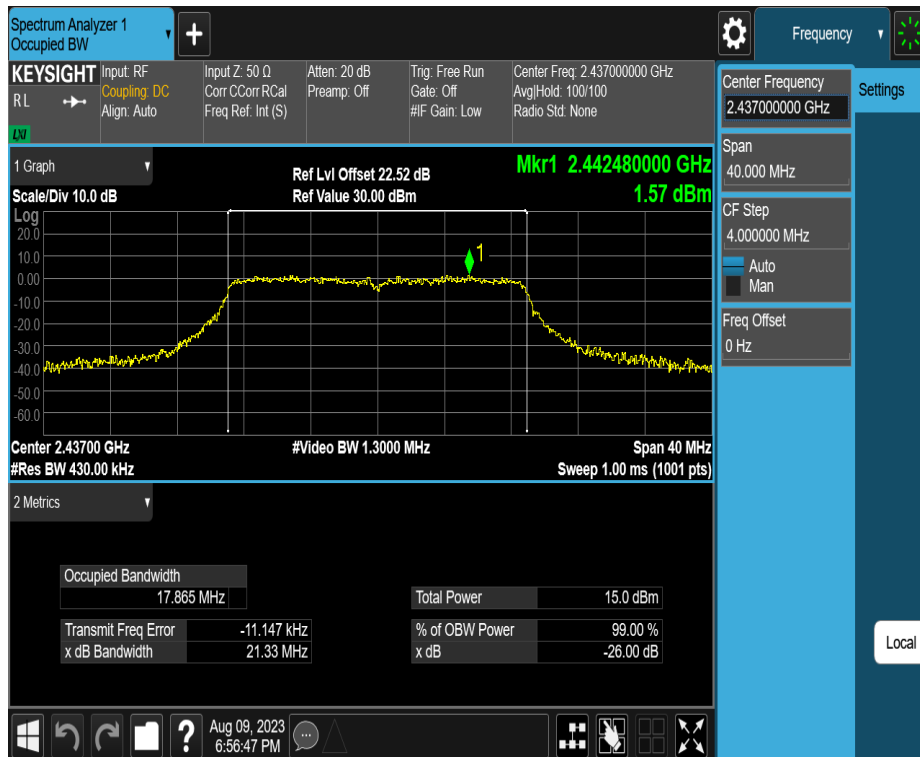 Spectrum Analyzer 1
Occupied BW
Frequency
KEYSIGHT
RL
LXI
Input: RF
Coupling: DC
Align: Auto
Input Z: 50 Ω
Corr CCorr RCal
Freq Ref: Int (S)
Atten: 20 dB
Preamp: Off
Trig: Free Run
Gate: Off
#IF Gain: Low
Center Freq: 2.437000000 GHz
Avg|Hold: 100/100
Radio Std: None
Center Frequency
2.437000000 GHz
Settings
Span
40.000 MHz
CF Step
4.000000 MHz
Auto
Man
Freq Offset
0 Hz
1 Graph
Ref Lvl Offset 22.52 dB
Mkr1 2.442480000 GHz
Scale/Div 10.0 dB
Ref Value 30.00 dBm
1.57 dBm
Log
20.0
10.0
0.00
-10.0
-20.0
-30.0
-40.0
-50.0
-60.0
1
Center 2.43700 GHz
#Video BW 1.3000 MHz
Span 40 MHz
#Res BW 430.00 kHz
Sweep 1.00 ms (1001 pts)
2 Metrics
Occupied Bandwidth
17.865 MHz
Total Power 15.0 dBm
Transmit Freq Error -11.147 kHz
% of OBW Power 99.00 %
x dB Bandwidth 21.33 MHz
x dB -26.00 dB
Local
?
Aug 09, 2023
6:56:47 PM